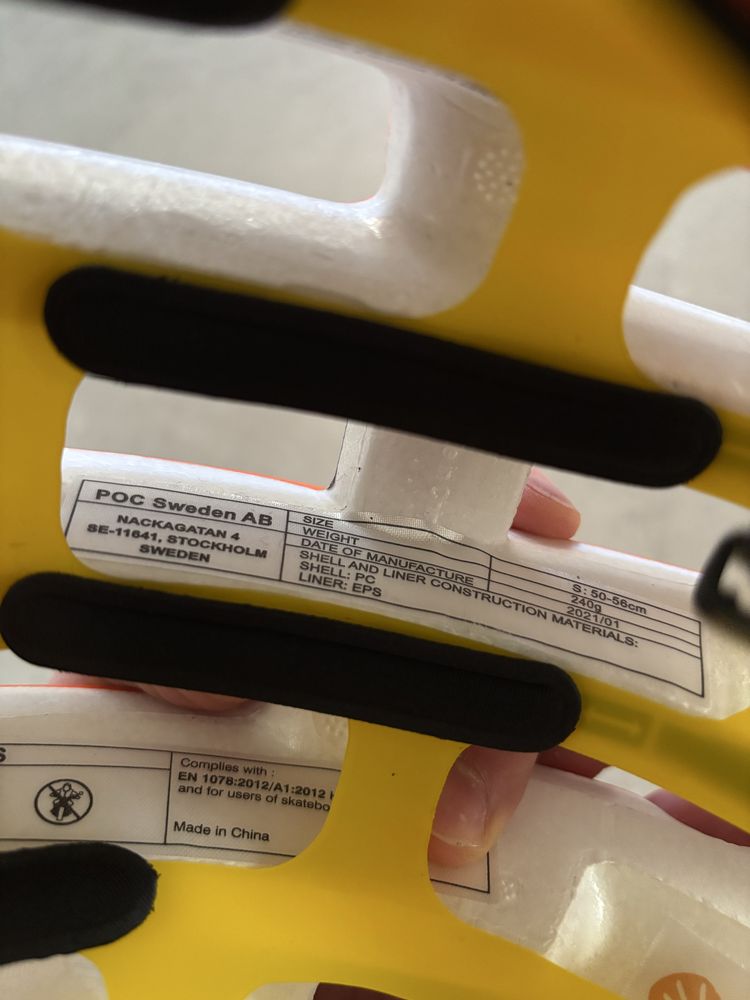 POC Sweden AB
NACKAGATAN 4
SE-11641, STOCKHOLM
SWEDEN
SIZE S: 50-56cm
WEIGHT 240g
DATE OF MANUFACTURE 2021/01
SHELL AND LINER CONSTRUCTION MATERIALS:
SHELL: PC
LINER: EPS
S
Complies with :
EN 1078:2012/A1:2012
and for users of skatebo
Made in China